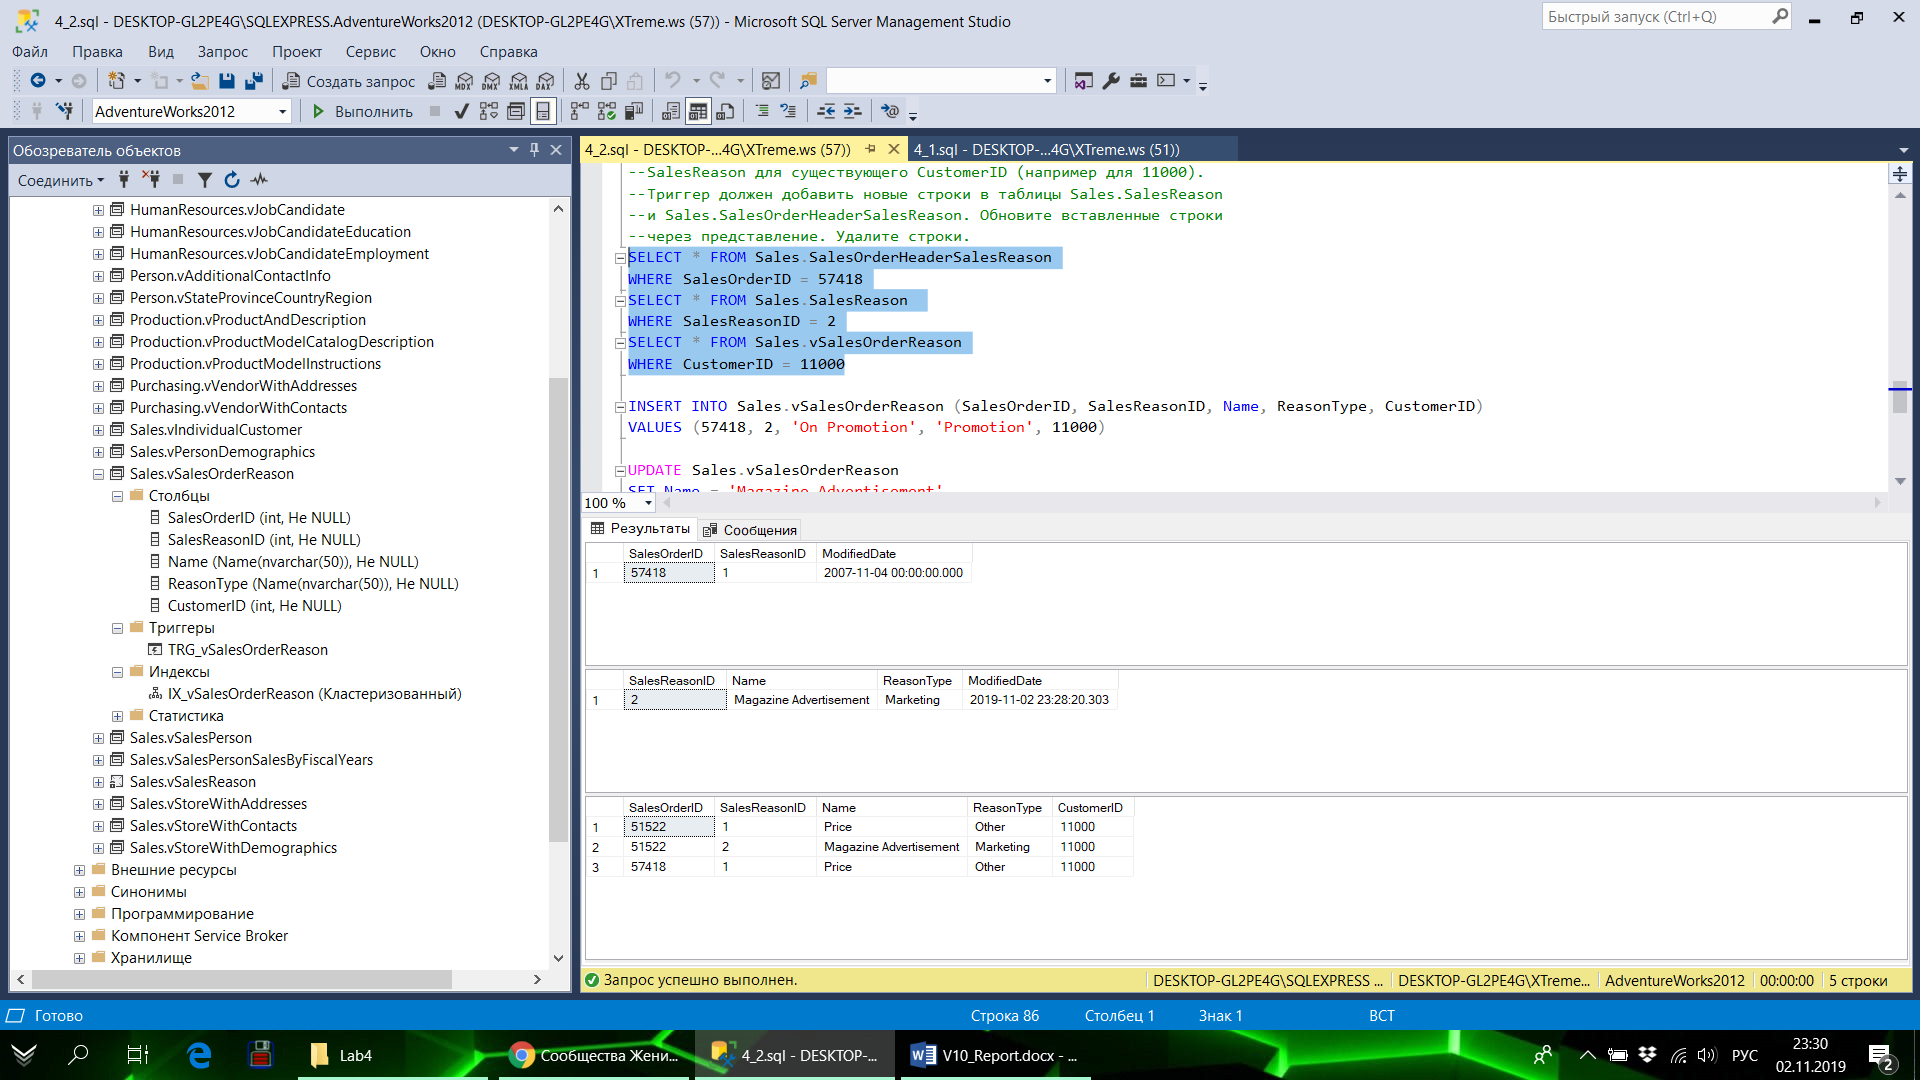 4_2.sql - DESKTOP-GL2PE4G\SQLEXPRESS.AdventureWorks2012 (DESKTOP-GL2PE4G\XTreme.ws (57)) - Microsoft SQL Server Management Studio
Быстрый запуск (Ctrl+Q)
Файл Правка Вид Запрос Проект Сервис Окно Справка
Создать запрос
MDX DMX XMLA DAX
AdventureWorks2012 Выполнить
Обозреватель объектов
Соединить
HumanResources.vJobCandidate
HumanResources.vJobCandidateEducation
HumanResources.vJobCandidateEmployment
Person.vAdditionalContactInfo
Person.vStateProvinceCountryRegion
Production.vProductAndDescription
Production.vProductModelCatalogDescription
Production.vProductModelInstructions
Purchasing.vVendorWithAddresses
Purchasing.vVendorWithContacts
Sales.vIndividualCustomer
Sales.vPersonDemographics
Sales.vSalesOrderReason
Столбцы
SalesOrderID (int, Не NULL)
SalesReasonID (int, Не NULL)
Name (Name(nvarchar(50)), Не NULL)
ReasonType (Name(nvarchar(50)), Не NULL)
CustomerID (int, Не NULL)
Триггеры
TRG_vSalesOrderReason
Индексы
IX_vSalesOrderReason (Кластеризованный)
Статистика
Sales.vSalesPerson
Sales.vSalesPersonSalesByFiscalYears
Sales.vSalesReason
Sales.vStoreWithAddresses
Sales.vStoreWithContacts
Sales.vStoreWithDemographics
Внешние ресурсы
Синонимы
Программирование
Компонент Service Broker
Хранилище
4_2.sql - DESKTOP-...4G\XTreme.ws (57)) 4_1.sql - DESKTOP-...4G\XTreme.ws (51))
--SalesReason для существующего CustomerID (например для 11000).
--Триггер должен добавить новые строки в таблицы Sales.SalesReason
--и Sales.SalesOrderHeaderSalesReason. Обновите вставленные строки
--через представление. Удалите строки.
SELECT * FROM Sales.SalesOrderHeaderSalesReason
WHERE SalesOrderID = 57418
SELECT * FROM Sales.SalesReason
WHERE SalesReasonID = 2
SELECT * FROM Sales.vSalesOrderReason
WHERE CustomerID = 11000
INSERT INTO Sales.vSalesOrderReason (SalesOrderID, SalesReasonID, Name, ReasonType, CustomerID)
VALUES (57418, 2, 'On Promotion', 'Promotion', 11000)
UPDATE Sales.vSalesOrderReason
SET Name = 'Magazine Advertisement'
100 %
Результаты Сообщения
SalesOrderID SalesReasonID ModifiedDate
1 57418 1 2007-11-04 00:00:00.000
SalesReasonID Name ReasonType ModifiedDate
1 2 Magazine Advertisement Marketing 2019-11-02 23:28:20.303
SalesOrderID SalesReasonID Name ReasonType CustomerID
1 51522 1 Price Other 11000
2 51522 2 Magazine Advertisement Marketing 11000
3 57418 1 Price Other 11000
Запрос успешно выполнен. DESKTOP-GL2PE4G\SQLEXPRESS ... DESKTOP-GL2PE4G\XTreme... AdventureWorks2012 00:00:00 5 строки
Готово Строка 86 Столбец 1 Знак 1 ВСТ
Lab4 Сообщества Жени... 4_2.sql - DESKTOP-... V10_Report.docx - ... РУС 23:30
02.11.2019 2